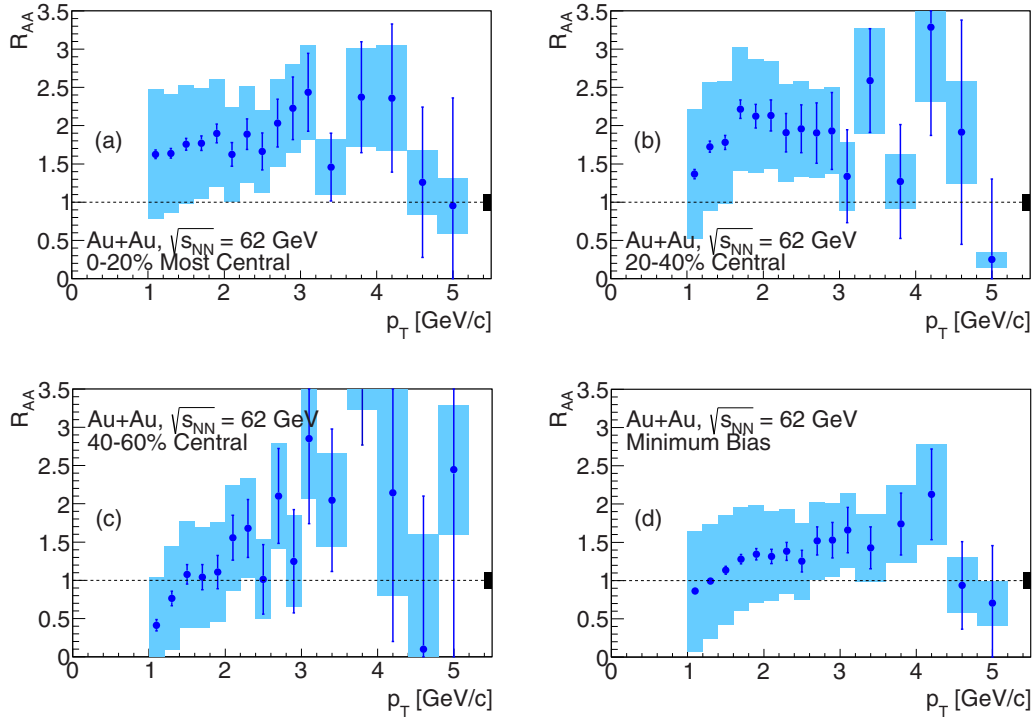 R_AA
3.5
3
2.5
2
1.5
1
0.5
0
(a)
Au+Au, √s_NN = 62 GeV
0-20% Most Central
0 1 2 3 4 5
p_T [GeV/c]
R_AA
3.5
3
2.5
2
1.5
1
0.5
0
(b)
Au+Au, √s_NN = 62 GeV
20-40% Central
0 1 2 3 4 5
p_T [GeV/c]
R_AA
3.5
3
2.5
2
1.5
1
0.5
0
Au+Au, √s_NN = 62 GeV
40-60% Central
(c)
0 1 2 3 4 5
p_T [GeV/c]
R_AA
3.5
3
2.5
2
1.5
1
0.5
0
Au+Au, √s_NN = 62 GeV
Minimum Bias
(d)
0 1 2 3 4 5
p_T [GeV/c]